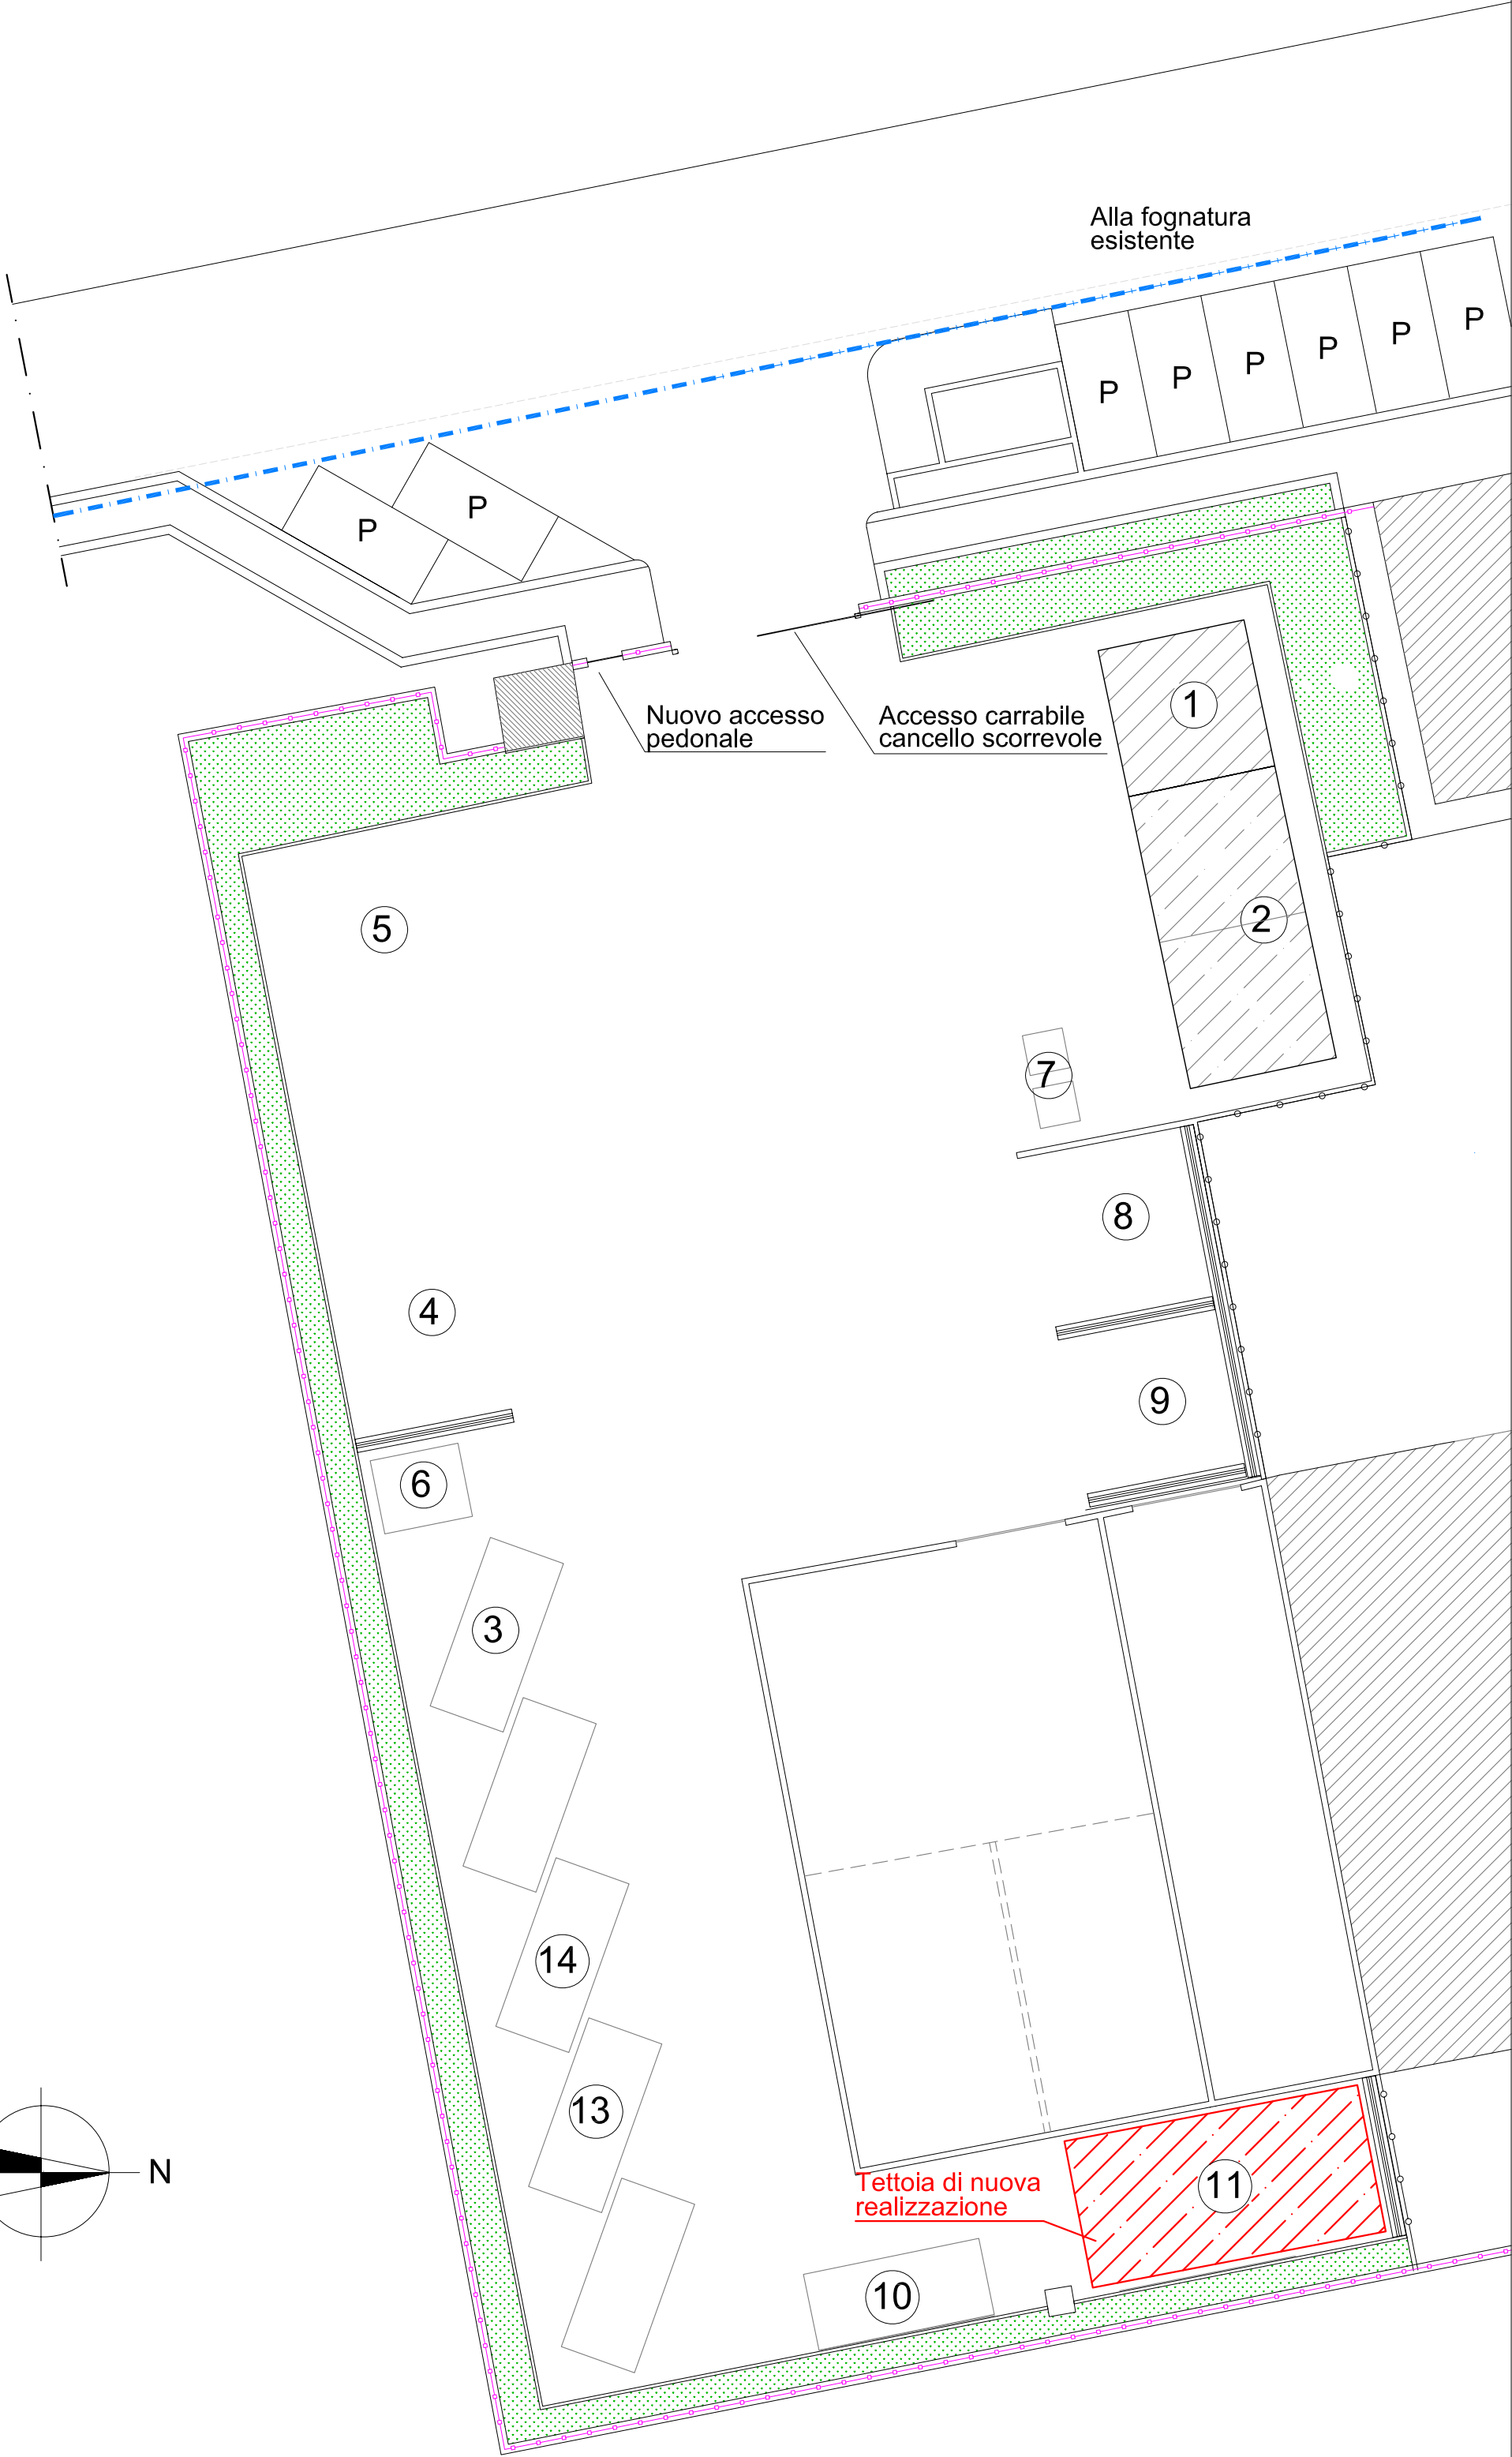 Alla fognatura
esistente
P
P
P
P
P
P
P
P
Nuovo accesso
pedonale
Accesso carrabile
cancello scorrevole
1
2
5
7
8
4
9
6
3
14
13
N
Tettoia di nuova
realizzazione
11
10